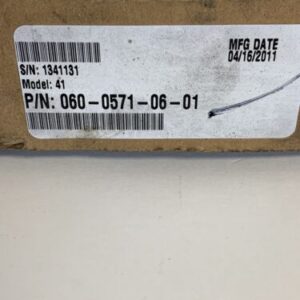 MFG DATE
04/16/2011
S/N: 1341131
Model: 41
P/N: 060-0571-06-01